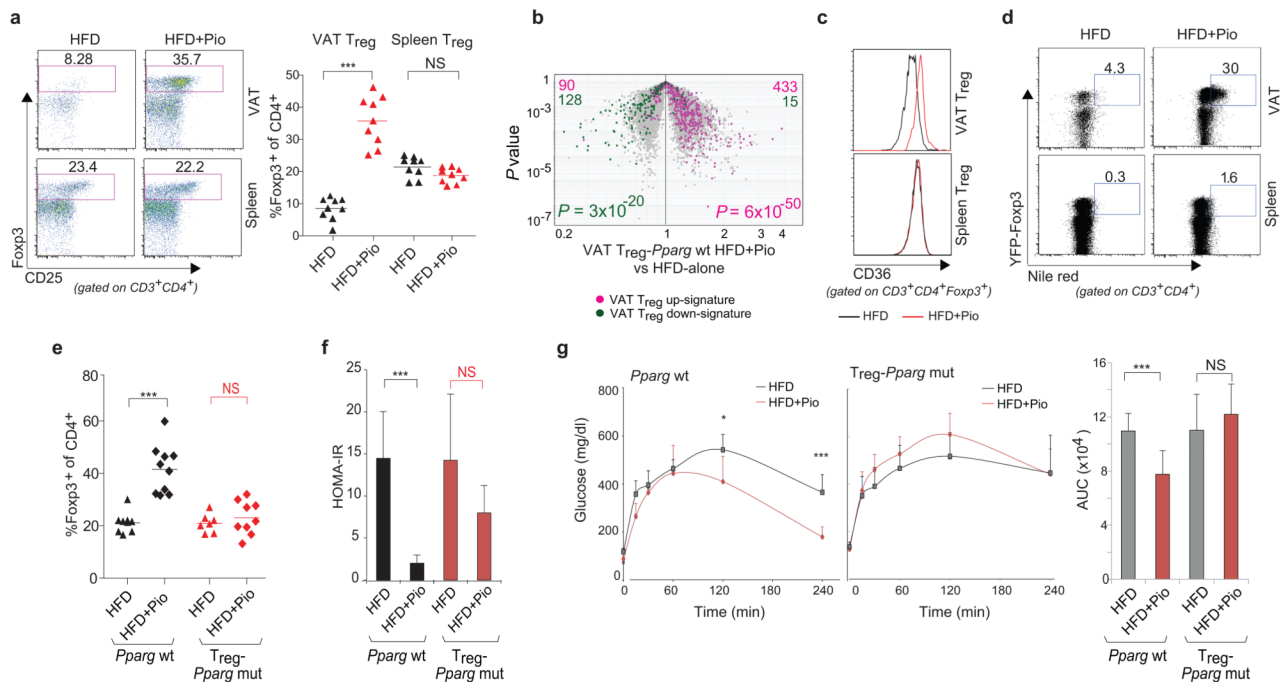 a
HFD
HFD+Pio
8.28
35.7
VAT
23.4
22.2
Spleen
Foxp3
CD25
(gated on CD3+CD4+)
VAT Treg
Spleen Treg
***
NS
%Foxp3+ of CD4+
50
40
30
20
10
0
HFD
HFD+Pio
HFD
HFD+Pio
b
90
128
433
15
P value
1
10-3
10-5
10-7
P = 3x10-20
P = 6x10-50
0.2
1
2
3
4
VAT Treg-Pparg wt HFD+Pio
vs HFD-alone
VAT Treg up-signature
VAT Treg down-signature
c
VAT Treg
Spleen Treg
CD36
(gated on CD3+CD4+Foxp3+)
HFD
HFD+Pio
d
HFD
HFD+Pio
4.3
30
VAT
0.3
1.6
Spleen
YFP-Foxp3
Nile red
(gated on CD3+CD4+)
e
%Foxp3+ of CD4+
80
60
40
20
0
***
NS
HFD
HFD+Pio
HFD
HFD+Pio
Pparg wt
Treg-
Pparg mut
f
HOMA-IR
25
20
15
10
5
0
***
NS
HFD
HFD+Pio
HFD
HFD+Pio
Pparg wt
Treg-
Pparg mut
g
Pparg wt
HFD
HFD+Pio
Glucose (mg/dl)
800
600
400
200
0
*
***
0
60
120
240
Time (min)
Treg-Pparg mut
HFD
HFD+Pio
0
60
120
240
Time (min)
AUC (x104)
16
12
8
4
0
***
NS
HFD
HFD+Pio
HFD
HFD+Pio
Pparg wt
Treg-
Pparg mut